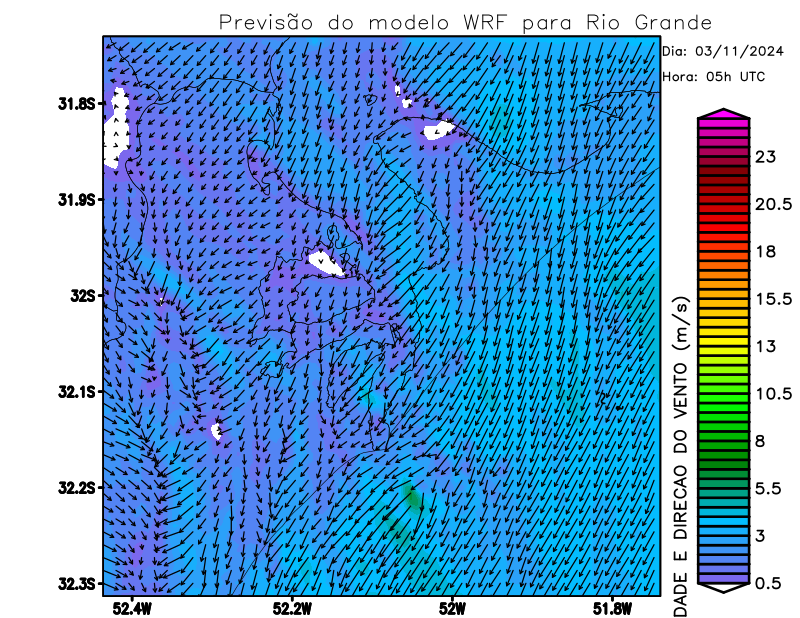 Previsão do modelo WRF para Rio Grande
Dia: 03/11/2024
Hora: 05h UTC
31.8S
31.9S
32S
32.1S
32.2S
32.3S
52.4W
52.2W
52W
51.8W
23
20.5
18
15.5
13
10.5
8
5.5
3
0.5
DADE E DIRECAO DO VENTO (m/s)